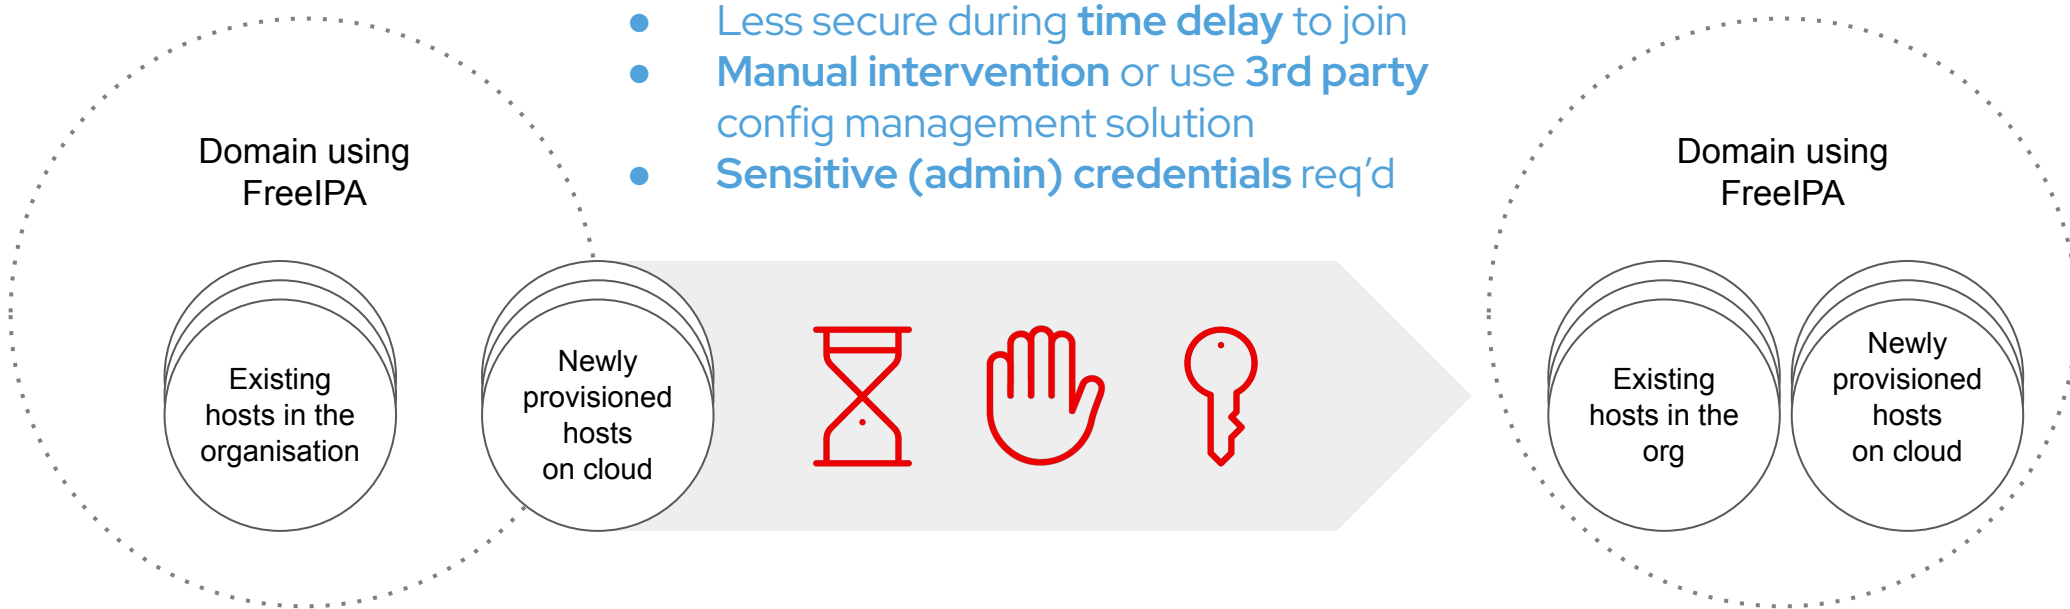 ● Less secure during time delay to join
● Manual intervention or use 3rd party
config management solution
● Sensitive (admin) credentials req’d
Domain using
FreeIPA
Existing
hosts in the
organisation
Newly
provisioned
hosts
on cloud
Domain using
FreeIPA
Existing
hosts in the
org
Newly
provisioned
hosts
on cloud